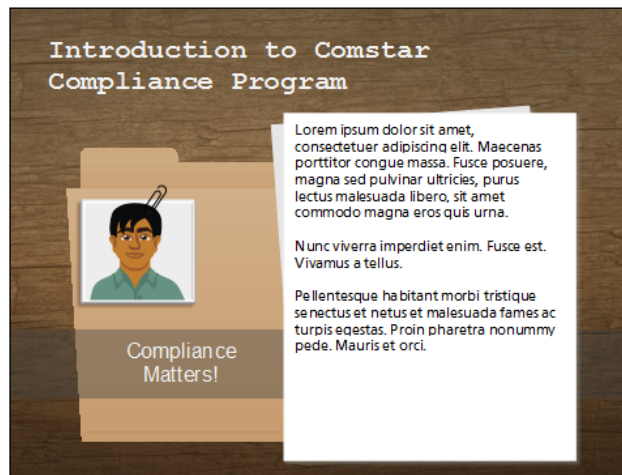 Introduction to Comstar
Compliance Program
Lorem ipsum dolor sit amet,
consectetuer adipiscing elit. Maecenas
porttitor congue massa. Fusce posuere,
magna sed pulvinar ultricies, purus
lectus malesuada libero, sit amet
commodo magna eros quis urna.
Nunc viverra imperdiet enim. Fusce est.
Vivamus a tellus.
Pellentesque habitant morbi tristique
senectus et netus et malesuada fames ac
turpis egestas. Proin pharetra nonummy
pede. Mauris et orci.
Compliance
Matters!